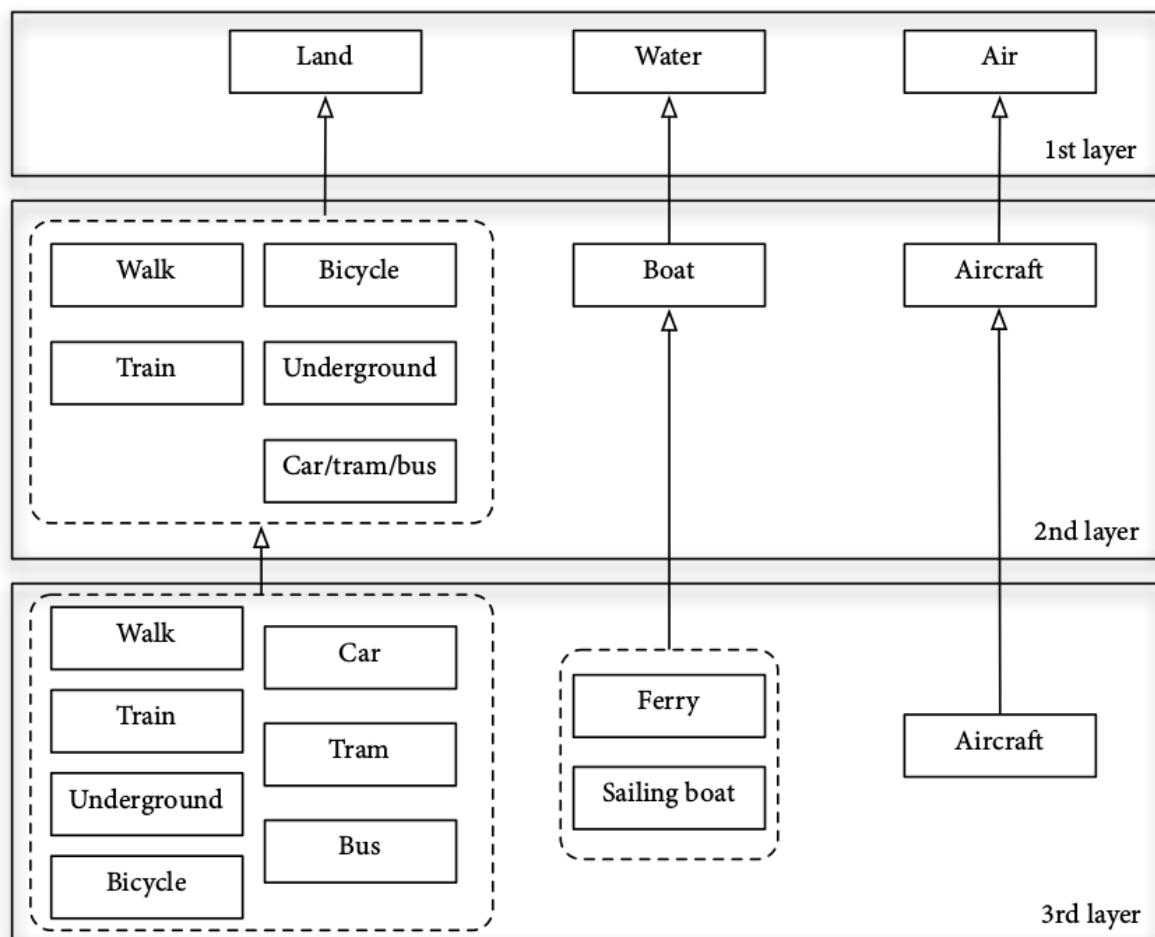 Land
Water
Air
1st layer
Walk
Bicycle
Boat
Aircraft
Train
Underground
Car/tram/bus
2nd layer
Walk
Car
Train
Tram
Underground
Bus
Bicycle
Ferry
Sailing boat
Aircraft
3rd layer